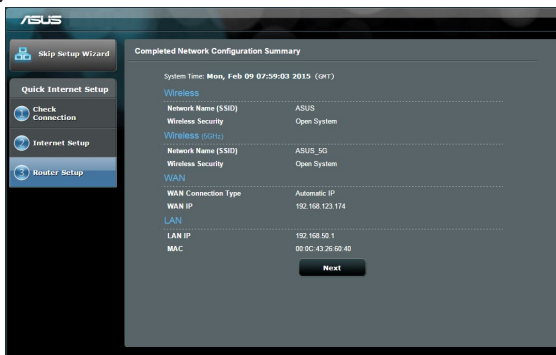 ASUS
Skip Setup Wizard
Quick Internet Setup
1 Check Connection
2 Internet Setup
3 Router Setup
Completed Network Configuration Summary
System Time: Mon, Feb 09 07:59:03 2015 (GMT)
Wireless
Network Name (SSID) ASUS
Wireless Security Open System
Wireless (5GHz)
Network Name (SSID) ASUS_5G
Wireless Security Open System
WAN
WAN Connection Type Automatic IP
WAN IP 192.168.123.174
LAN
LAN IP 192.168.50.1
MAC 00:0C:43:26:60:40
Next